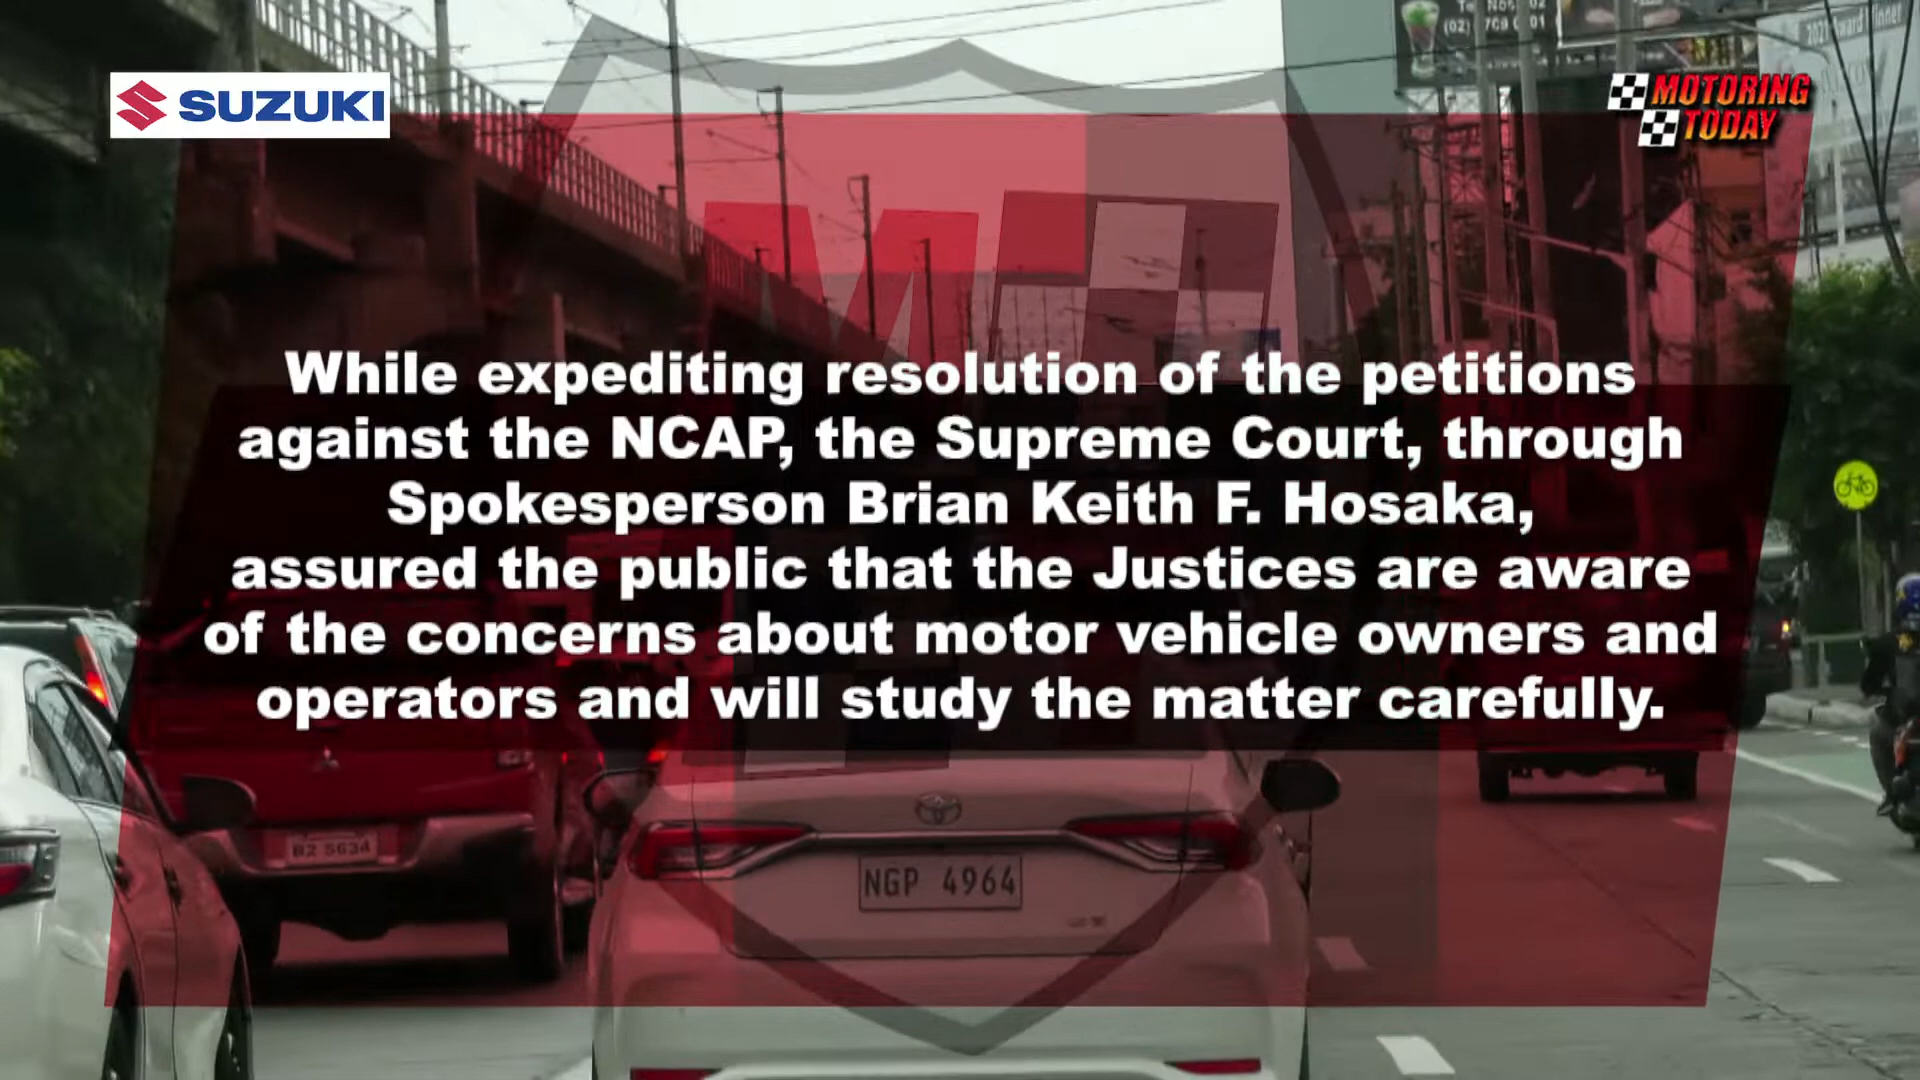 SUZUKI
MOTORING
TODAY
While expediting resolution of the petitions
against the NCAP, the Supreme Court, through
Spokesperson Brian Keith F. Hosaka,
assured the public that the Justices are aware
of the concerns about motor vehicle owners and
operators and will study the matter carefully.
B2 5634
NGP 4964